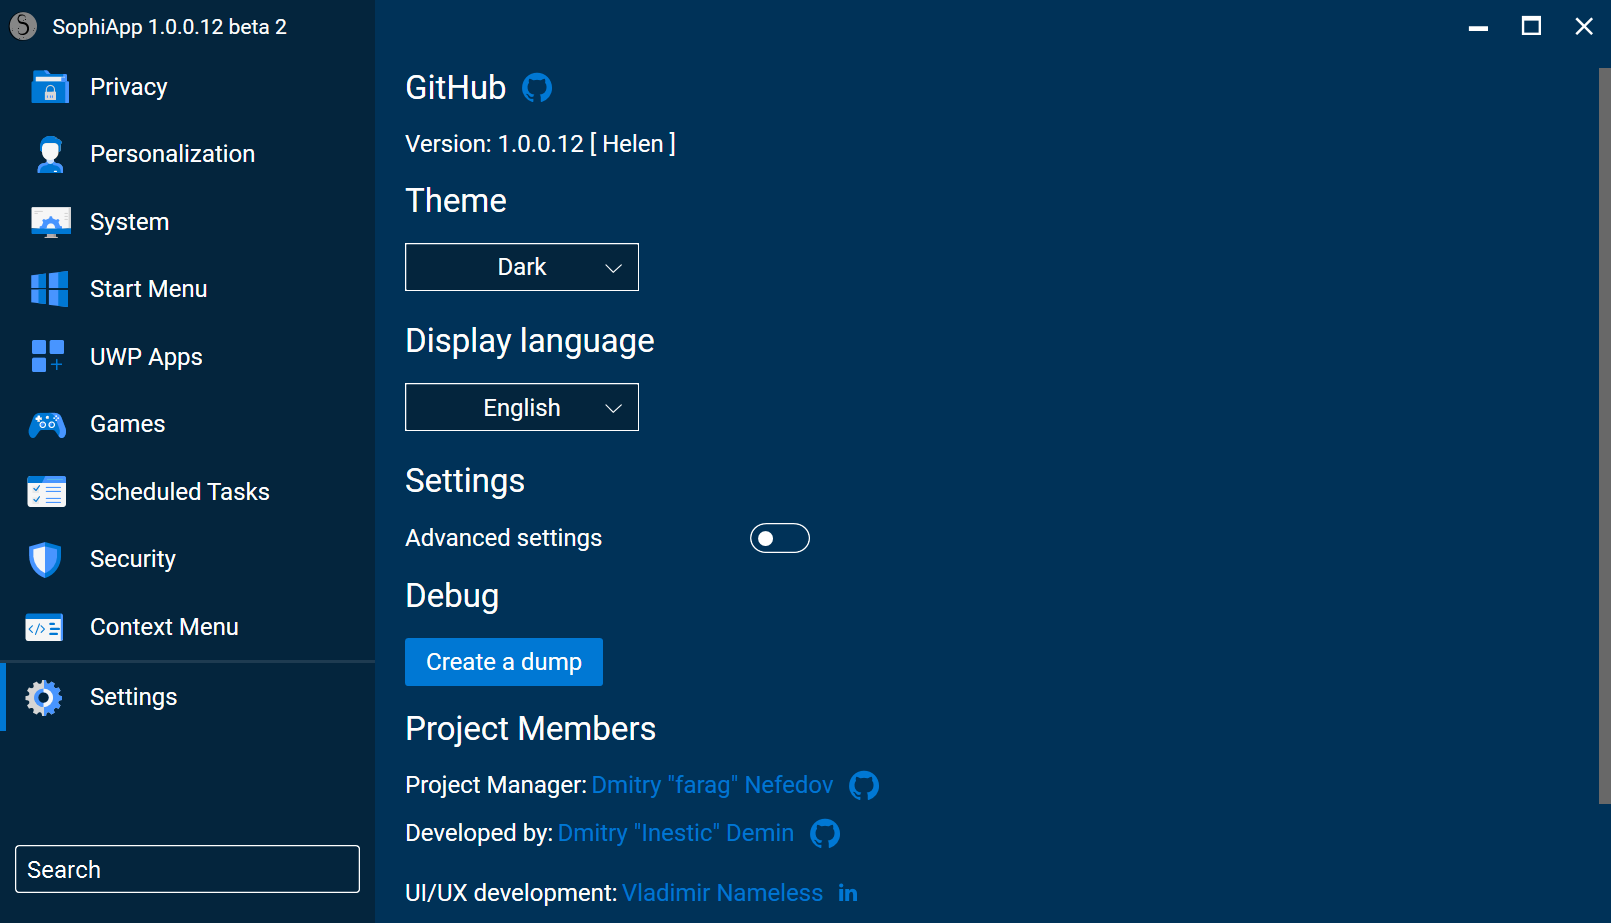 SophiApp 1.0.0.12 beta 2
Privacy
Personalization
System
Start Menu
UWP Apps
Games
Scheduled Tasks
Security
Context Menu
Settings
Search
GitHub
Version: 1.0.0.12 [ Helen ]
Theme
Dark
Display language
English
Settings
Advanced settings
Debug
Create a dump
Project Members
Project Manager: Dmitry "farag" Nefedov
Developed by: Dmitry "Inestic" Demin
UI/UX development: Vladimir Nameless in